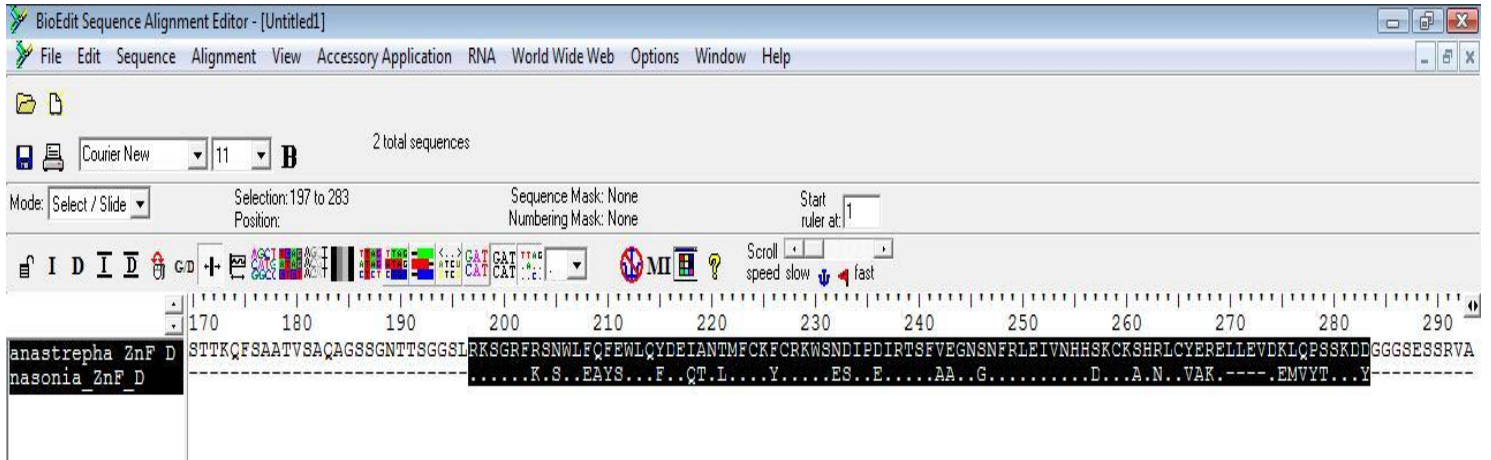 BioEdit Sequence Alignment Editor - [Untitled1]
File Edit Sequence Alignment View Accessory Application RNA World Wide Web Options Window Help
Courier New 11 B 2 total sequences
Mode: Select / Slide Selection: 197 to 283 Sequence Mask: None Start
Position: Numbering Mask: None ruler at: 1
I D I D G/D MI ? Scroll
speed slow fast
170 180 190 200 210 220 230 240 250 260 270 280 290
anastrepha ZnF D STTKQFSAATVSAQAGSSGNTTSGGSLRKSGRFRSNWLFQFEWLQYDEIANTMFCKFCRKWSNDIPDIRTSFVEGNSNFRLEIVNHHSKCKSHRLCYERELLEVDKLQPSSKDDGGGSESSRVA
nasonia_ZnF_D ---------------------------......K.S..EAYS...F..QT.L....Y.....ES..E.....AA..G..........D...A.N..VAK.----.EMVYT...Y----------